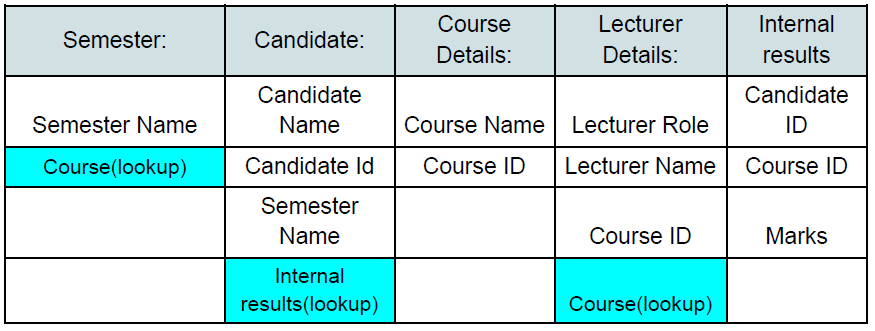 Semester:
Candidate:
Course
Details:
Lecturer
Details:
Internal
results
Semester Name
Candidate
Name
Course Name
Lecturer Role
Candidate
ID
Course(lookup)
Candidate Id
Course ID
Lecturer Name
Course ID
Semester
Name
Course ID
Marks
Internal
results(lookup)
Course(lookup)